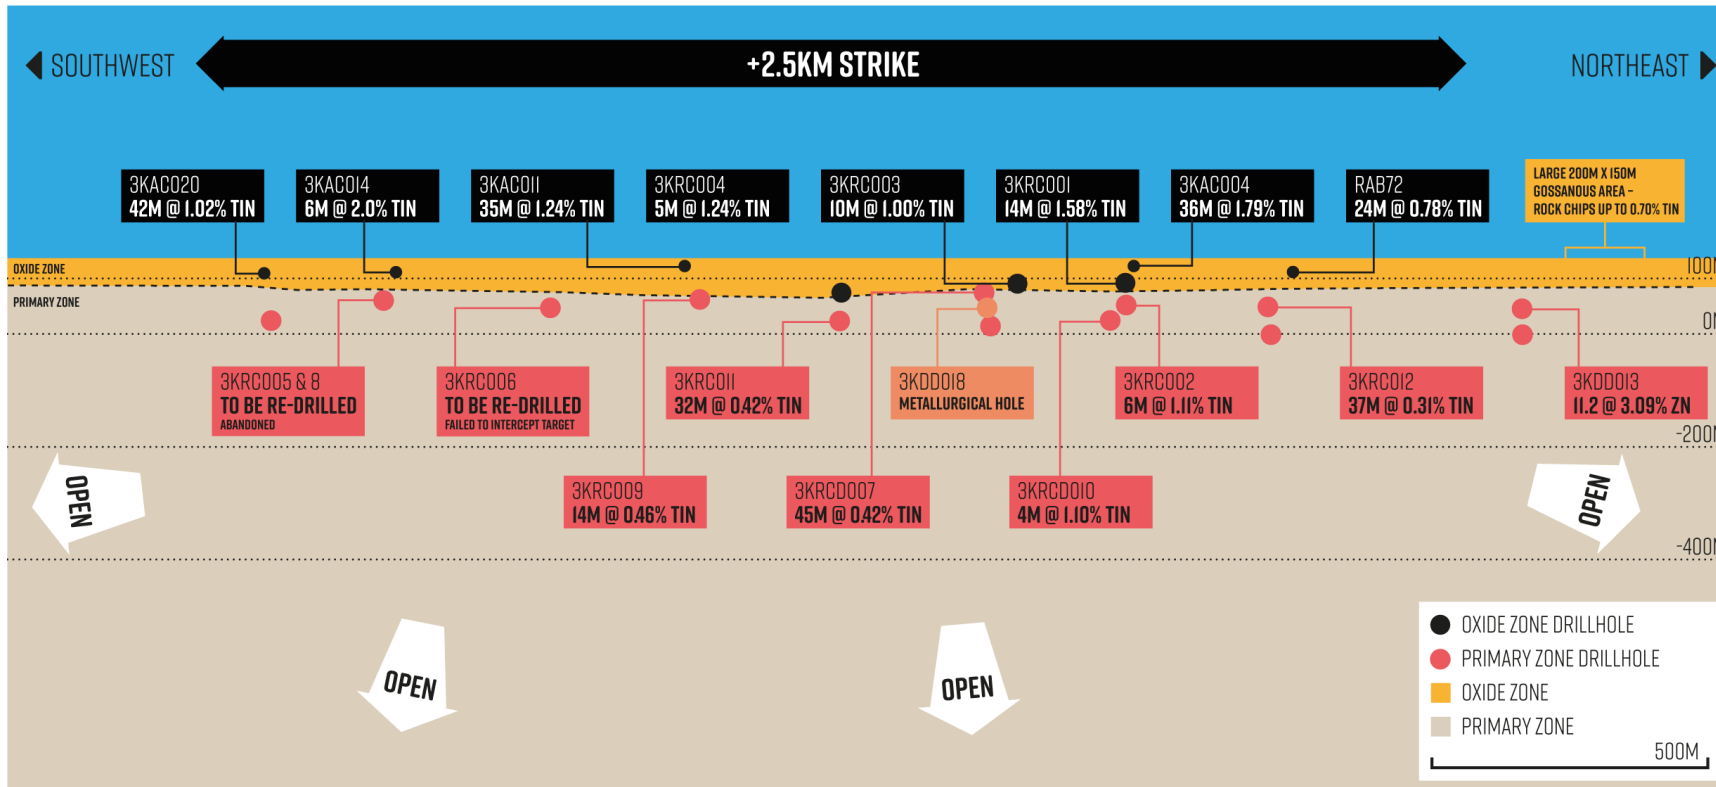 SOUTHWEST
+2.5KM STRIKE
NORTHEAST
3KAC020
42M @ 1.02% TIN
3KAC014
6M @ 2.0% TIN
3KAC011
35M @ 1.24% TIN
3KRC004
5M @ 1.24% TIN
3KRC003
10M @ 1.00% TIN
3KRC001
14M @ 1.58% TIN
3KAC004
36M @ 1.79% TIN
RAB72
24M @ 0.78% TIN
LARGE 200M X 150M
GOSSANOUS AREA –
ROCK CHIPS UP TO 0.70% TIN
OXIDE ZONE
100M
PRIMARY ZONE
0M
3KRC005 & 8
TO BE RE-DRILLED
ABANDONED
3KRC006
TO BE RE-DRILLED
FAILED TO INTERCEPT TARGET
3KRC011
32M @ 0.42% TIN
3KDD018
METALLURGICAL HOLE
3KRC002
6M @ 1.11% TIN
3KRC012
37M @ 0.31% TIN
3KDD013
11.2 @ 3.09% ZN
-200M
3KRC009
14M @ 0.46% TIN
3KRCD007
45M @ 0.42% TIN
3KRCD010
4M @ 1.10% TIN
OPEN
OPEN
-400M
OPEN
OPEN
OXIDE ZONE DRILLHOLE
PRIMARY ZONE DRILLHOLE
OXIDE ZONE
PRIMARY ZONE
500M